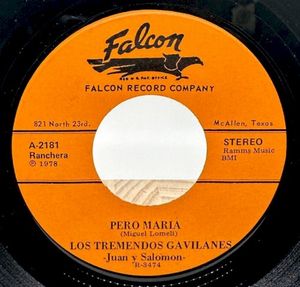 Falcon
REG U.S. PAT. OFFICE
FALCON RECORD COMPANY
821 North 23rd.
McAllen, Texas
A-2181
Ranchera
℗ 1978
STEREO
Ramms Music
BMI
PERO MARIA
(Miguel Lomeli)
LOS TREMENDOS GAVILANES
-Juan y Salomon-
R-3474